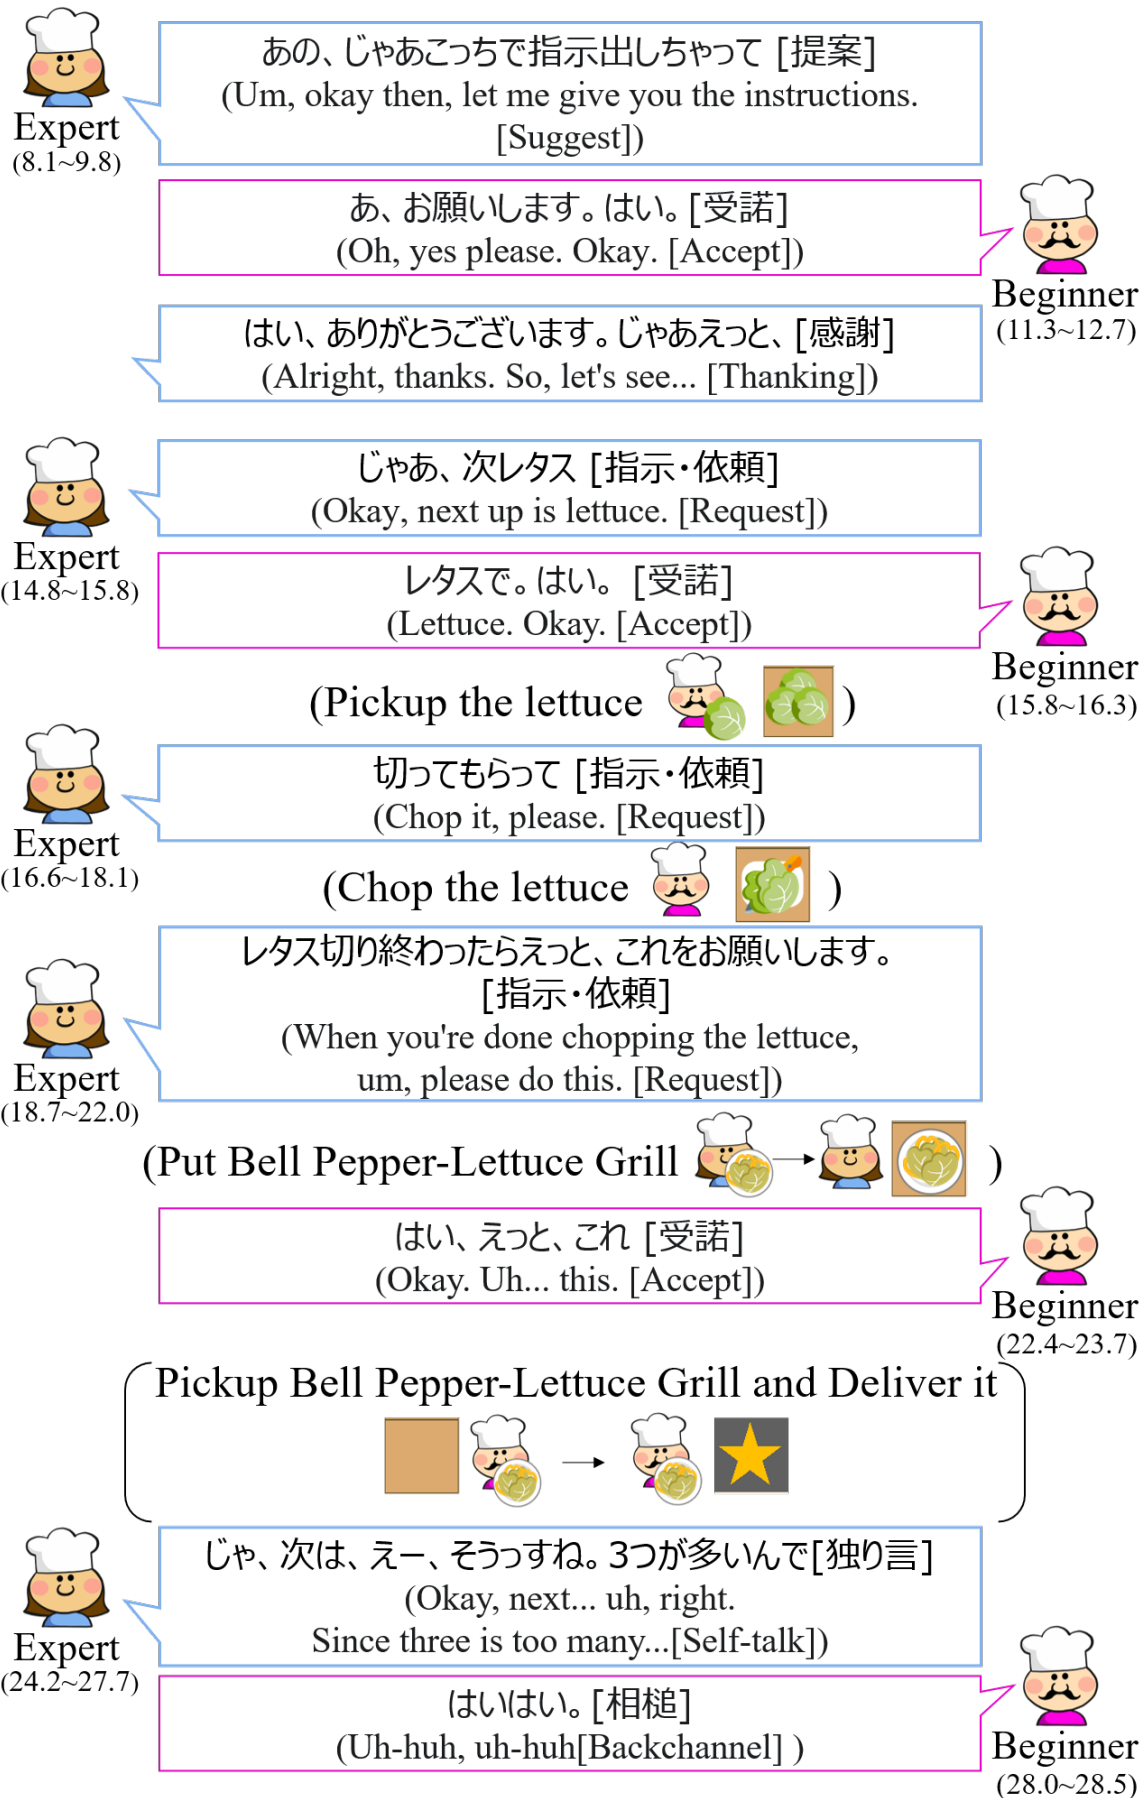 あの、じゃあこっちで指示出しちゃって [提案]
(Um, okay then, let me give you the instructions.
[Suggest])
Expert
(8.1~9.8)
あ、お願いします。はい。[受諾]
(Oh, yes please. Okay. [Accept])
Beginner
(11.3~12.7)
はい、ありがとうございます。じゃあえっと、[感謝]
(Alright, thanks. So, let's see... [Thanking])
じゃあ、次レタス [指示・依頼]
(Okay, next up is lettuce. [Request])
Expert
(14.8~15.8)
レタスで。はい。 [受諾]
(Lettuce. Okay. [Accept])
Beginner
(15.8~16.3)
(Pickup the lettuce )
切ってもらって [指示・依頼]
(Chop it, please. [Request])
Expert
(16.6~18.1)
(Chop the lettuce )
レタス切り終わったらえっと、これをお願いします。
[指示・依頼]
(When you're done chopping the lettuce,
um, please do this. [Request])
Expert
(18.7~22.0)
(Put Bell Pepper-Lettuce Grill )
はい、えっと、これ [受諾]
(Okay. Uh... this. [Accept])
Beginner
(22.4~23.7)
Pickup Bell Pepper-Lettuce Grill and Deliver it
じゃ、次は、えー、そうっすね。3つが多いんで[独り言]
(Okay, next... uh, right.
Since three is too many...[Self-talk])
Expert
(24.2~27.7)
はいはい。[相槌]
(Uh-huh, uh-huh[Backchannel] )
Beginner
(28.0~28.5)